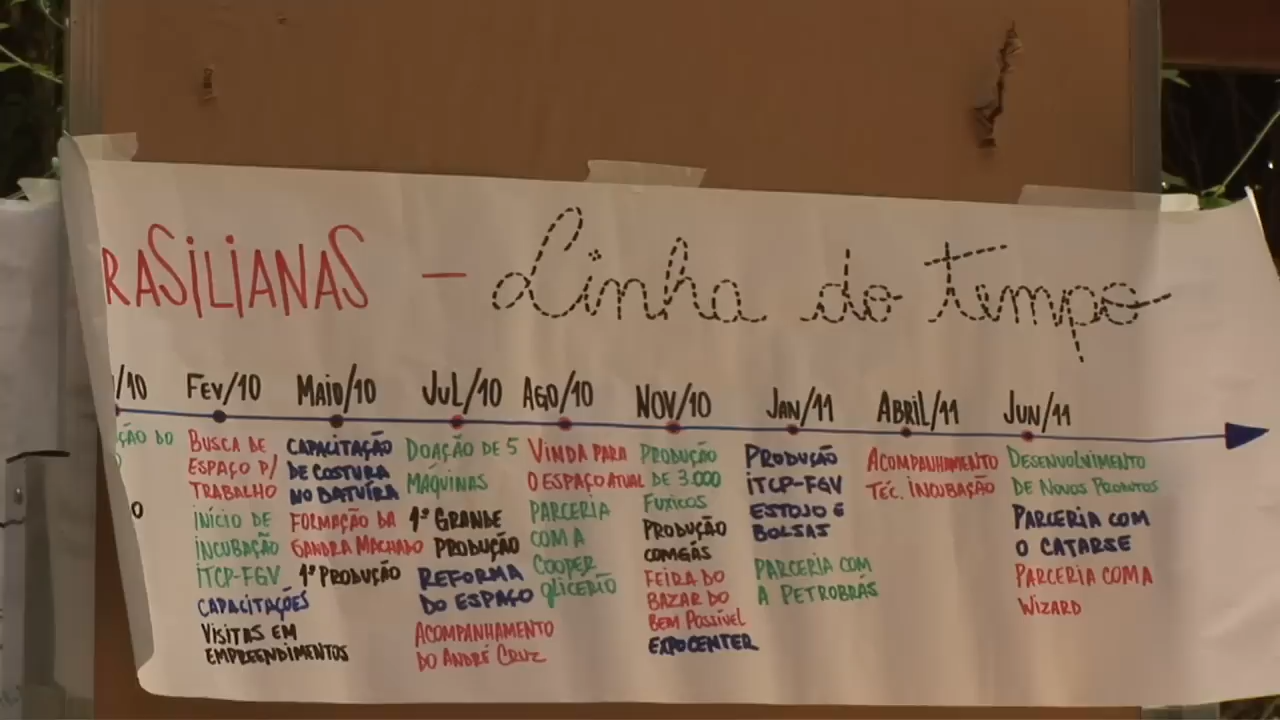 RASILIANAS - Linha do tempo
/10 FEV/10 MAIO/10 JUL/10 AGO/10 NOV/10 JAN/11 ABRIL/11 JUN/11
ÇÃO DO
O
BUSCA DE
ESPAÇO P/
TRABALHO
INÍCIO DE
INCUBAÇÃO
ITCP-FGV
CAPACITAÇÕES
VISITAS EM
EMPREENDIMENTOS
CAPACITAÇÃO
DE COSTURA
NO BATUÍRA
FORMAÇÃO DA
SANDRA MACHADO
1ª PRODUÇÃO
DOAÇÃO DE 5
MÁQUINAS
1ª GRANDE
PRODUÇÃO
REFORMA
DO ESPAÇO
ACOMPANHAMENTO
DO ANDRÉ CRUZ
VINDA PARA
O ESPAÇO ATUAL
PARCERIA
COM A
COOPER
GLICÉRIO
PRODUÇÃO
DE 3.000
FUXICOS
PRODUÇÃO
COMGÁS
FEIRA DO
BAZAR DO
BEM POSSÍVEL
EXPOCENTER
PRODUÇÃO
ITCP-FGV
ESTOJO E
BOLSAS
PARCERIA COM
A PETROBRÁS
ACOMPANHAMENTO
TÉC. INCUBAÇÃO
DESENVOLVIMENTO
DE NOVOS PRODUTOS
PARCERIA COM
O CATARSE
PARCERIA COM A
WIZARD